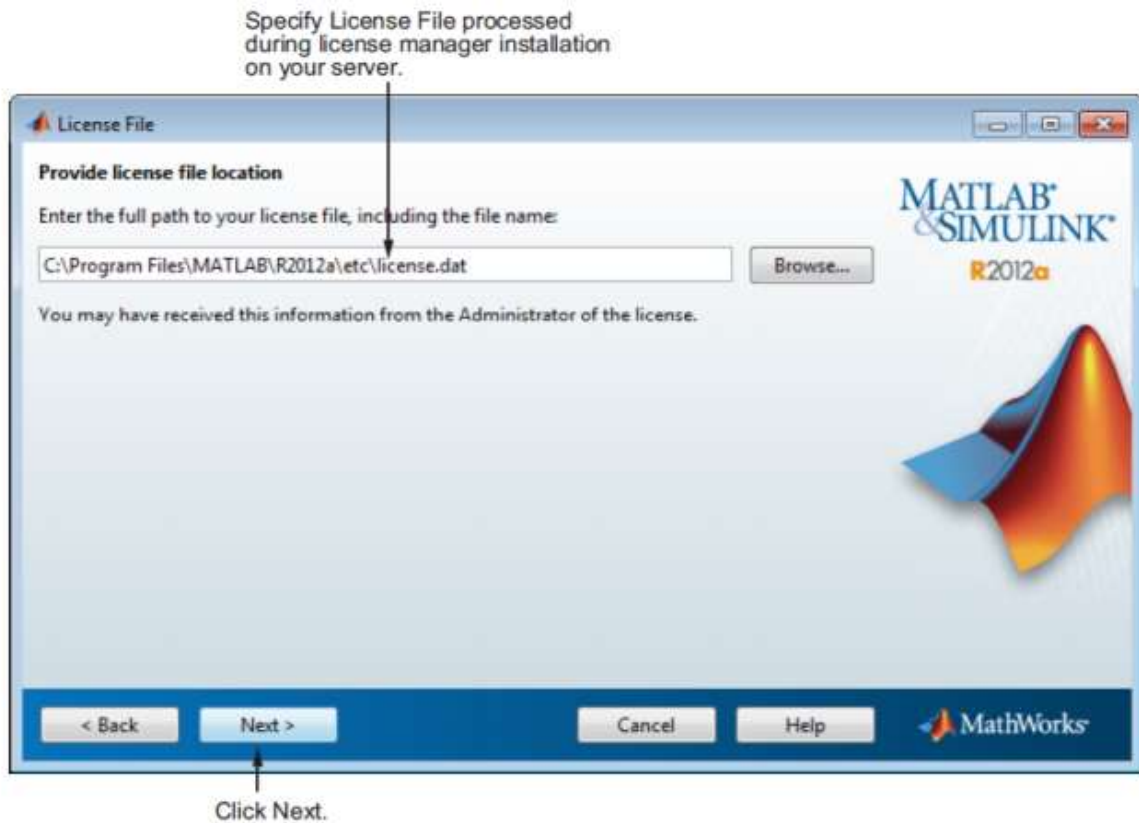 Specify License File processed
during license manager installation
on your server.
License File
Provide license file location
Enter the full path to your license file, including the file name:
C:\Program Files\MATLAB\R2012a\etc\license.dat
Browse...
You may have received this information from the Administrator of the license.
MATLAB®
&SIMULINK®
R2012a
< Back
Next >
Cancel
Help
MathWorks®
Click Next.